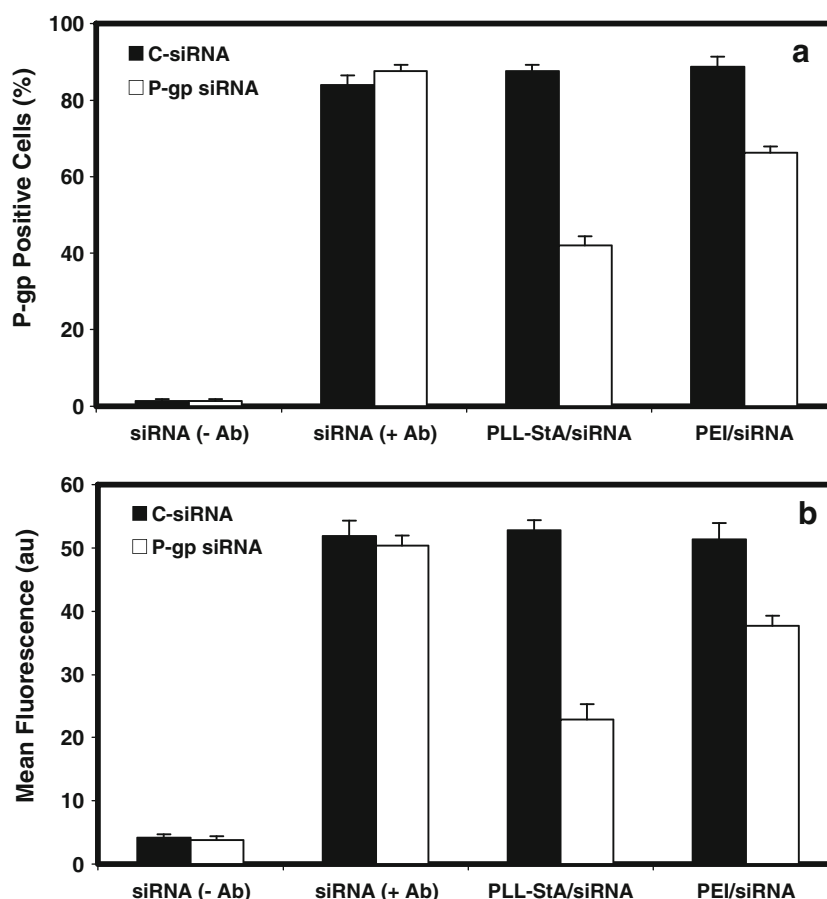 100
80
60
40
20
0
P-gp Positive Cells (%)
C-siRNA
P-gp siRNA
a
siRNA (- Ab)
siRNA (+ Ab)
PLL-StA/siRNA
PEI/siRNA
60
50
40
30
20
10
0
Mean Fluorescence (au)
C-siRNA
P-gp siRNA
b
siRNA (- Ab)
siRNA (+ Ab)
PLL-StA/siRNA
PEI/siRNA